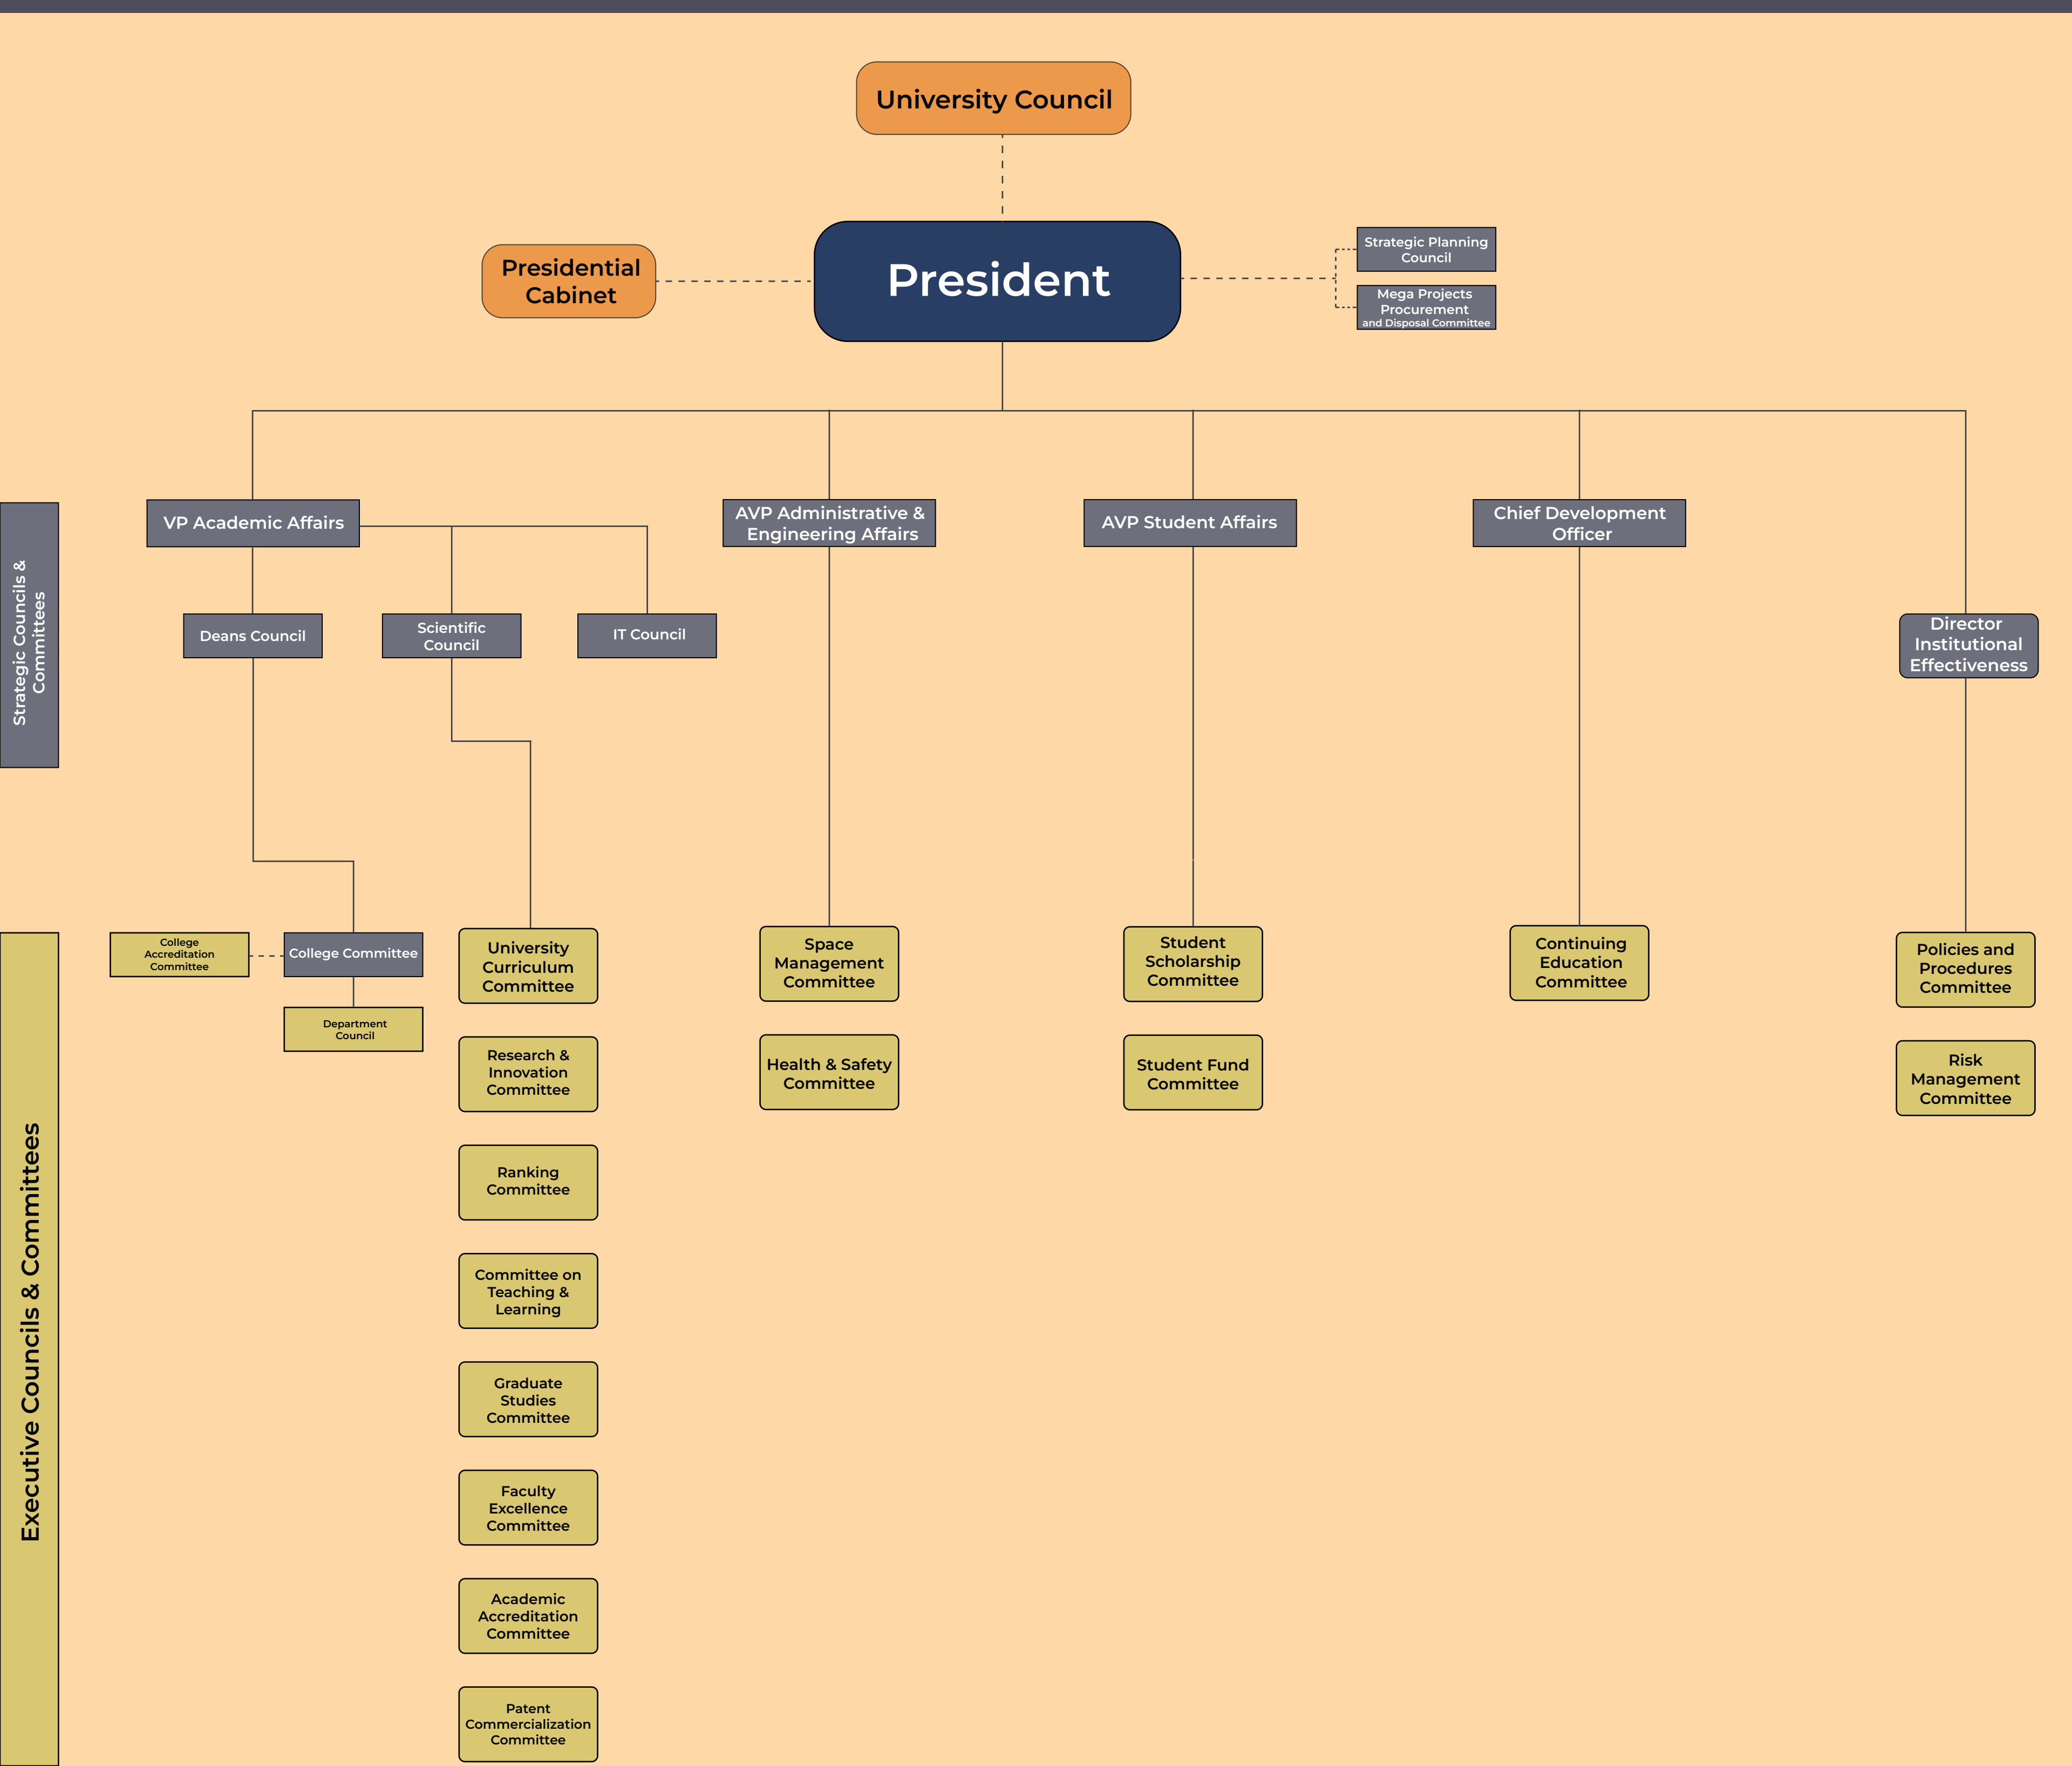 University Council
Presidential
Cabinet
President
Strategic Planning
Council
Mega Projects
Procurement
and Disposal Committee
Strategic Councils &
Committees
VP Academic Affairs
AVP Administrative &
Engineering Affairs
AVP Student Affairs
Chief Development
Officer
Deans Council
Scientific
Council
IT Council
Director
Institutional
Effectiveness
Executive Councils & Committees
College
Accreditation
Committee
College Committee
Department
Council
University
Curriculum
Committee
Research &
Innovation
Committee
Ranking
Committee
Committee on
Teaching &
Learning
Graduate
Studies
Committee
Faculty
Excellence
Committee
Academic
Accreditation
Committee
Patent
Commercialization
Committee
Space
Management
Committee
Health & Safety
Committee
Student
Scholarship
Committee
Student Fund
Committee
Continuing
Education
Committee
Policies and
Procedures
Committee
Risk
Management
Committee